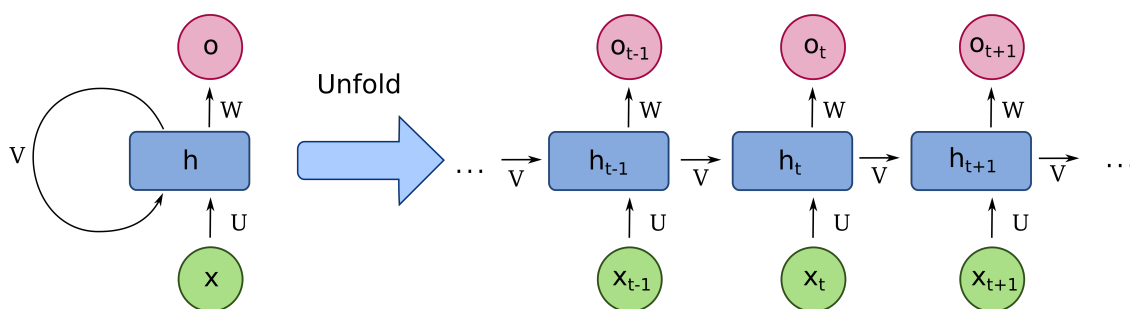 o o_{t-1} o_t o_{t+1}
Unfold
W W W W
V h ... V h_{t-1} V h_t V h_{t+1} V ...
U U U U
x x_{t-1} x_t x_{t+1}